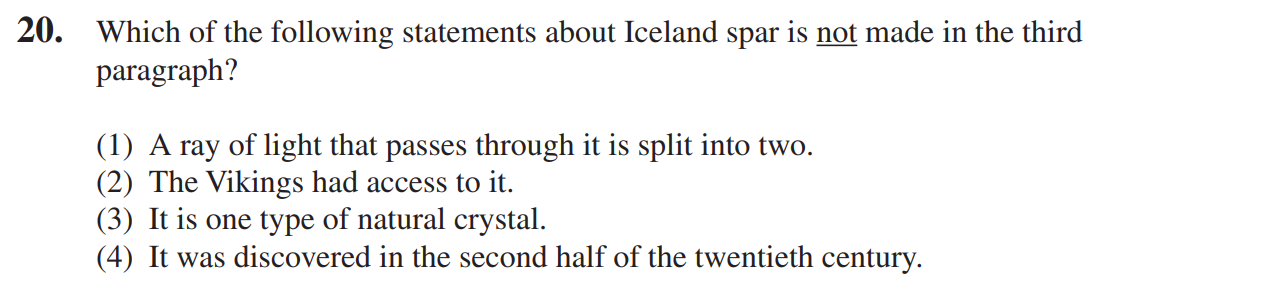 20. Which of the following statements about Iceland spar is not made in the third
paragraph?
(1) A ray of light that passes through it is split into two.
(2) The Vikings had access to it.
(3) It is one type of natural crystal.
(4) It was discovered in the second half of the twentieth century.